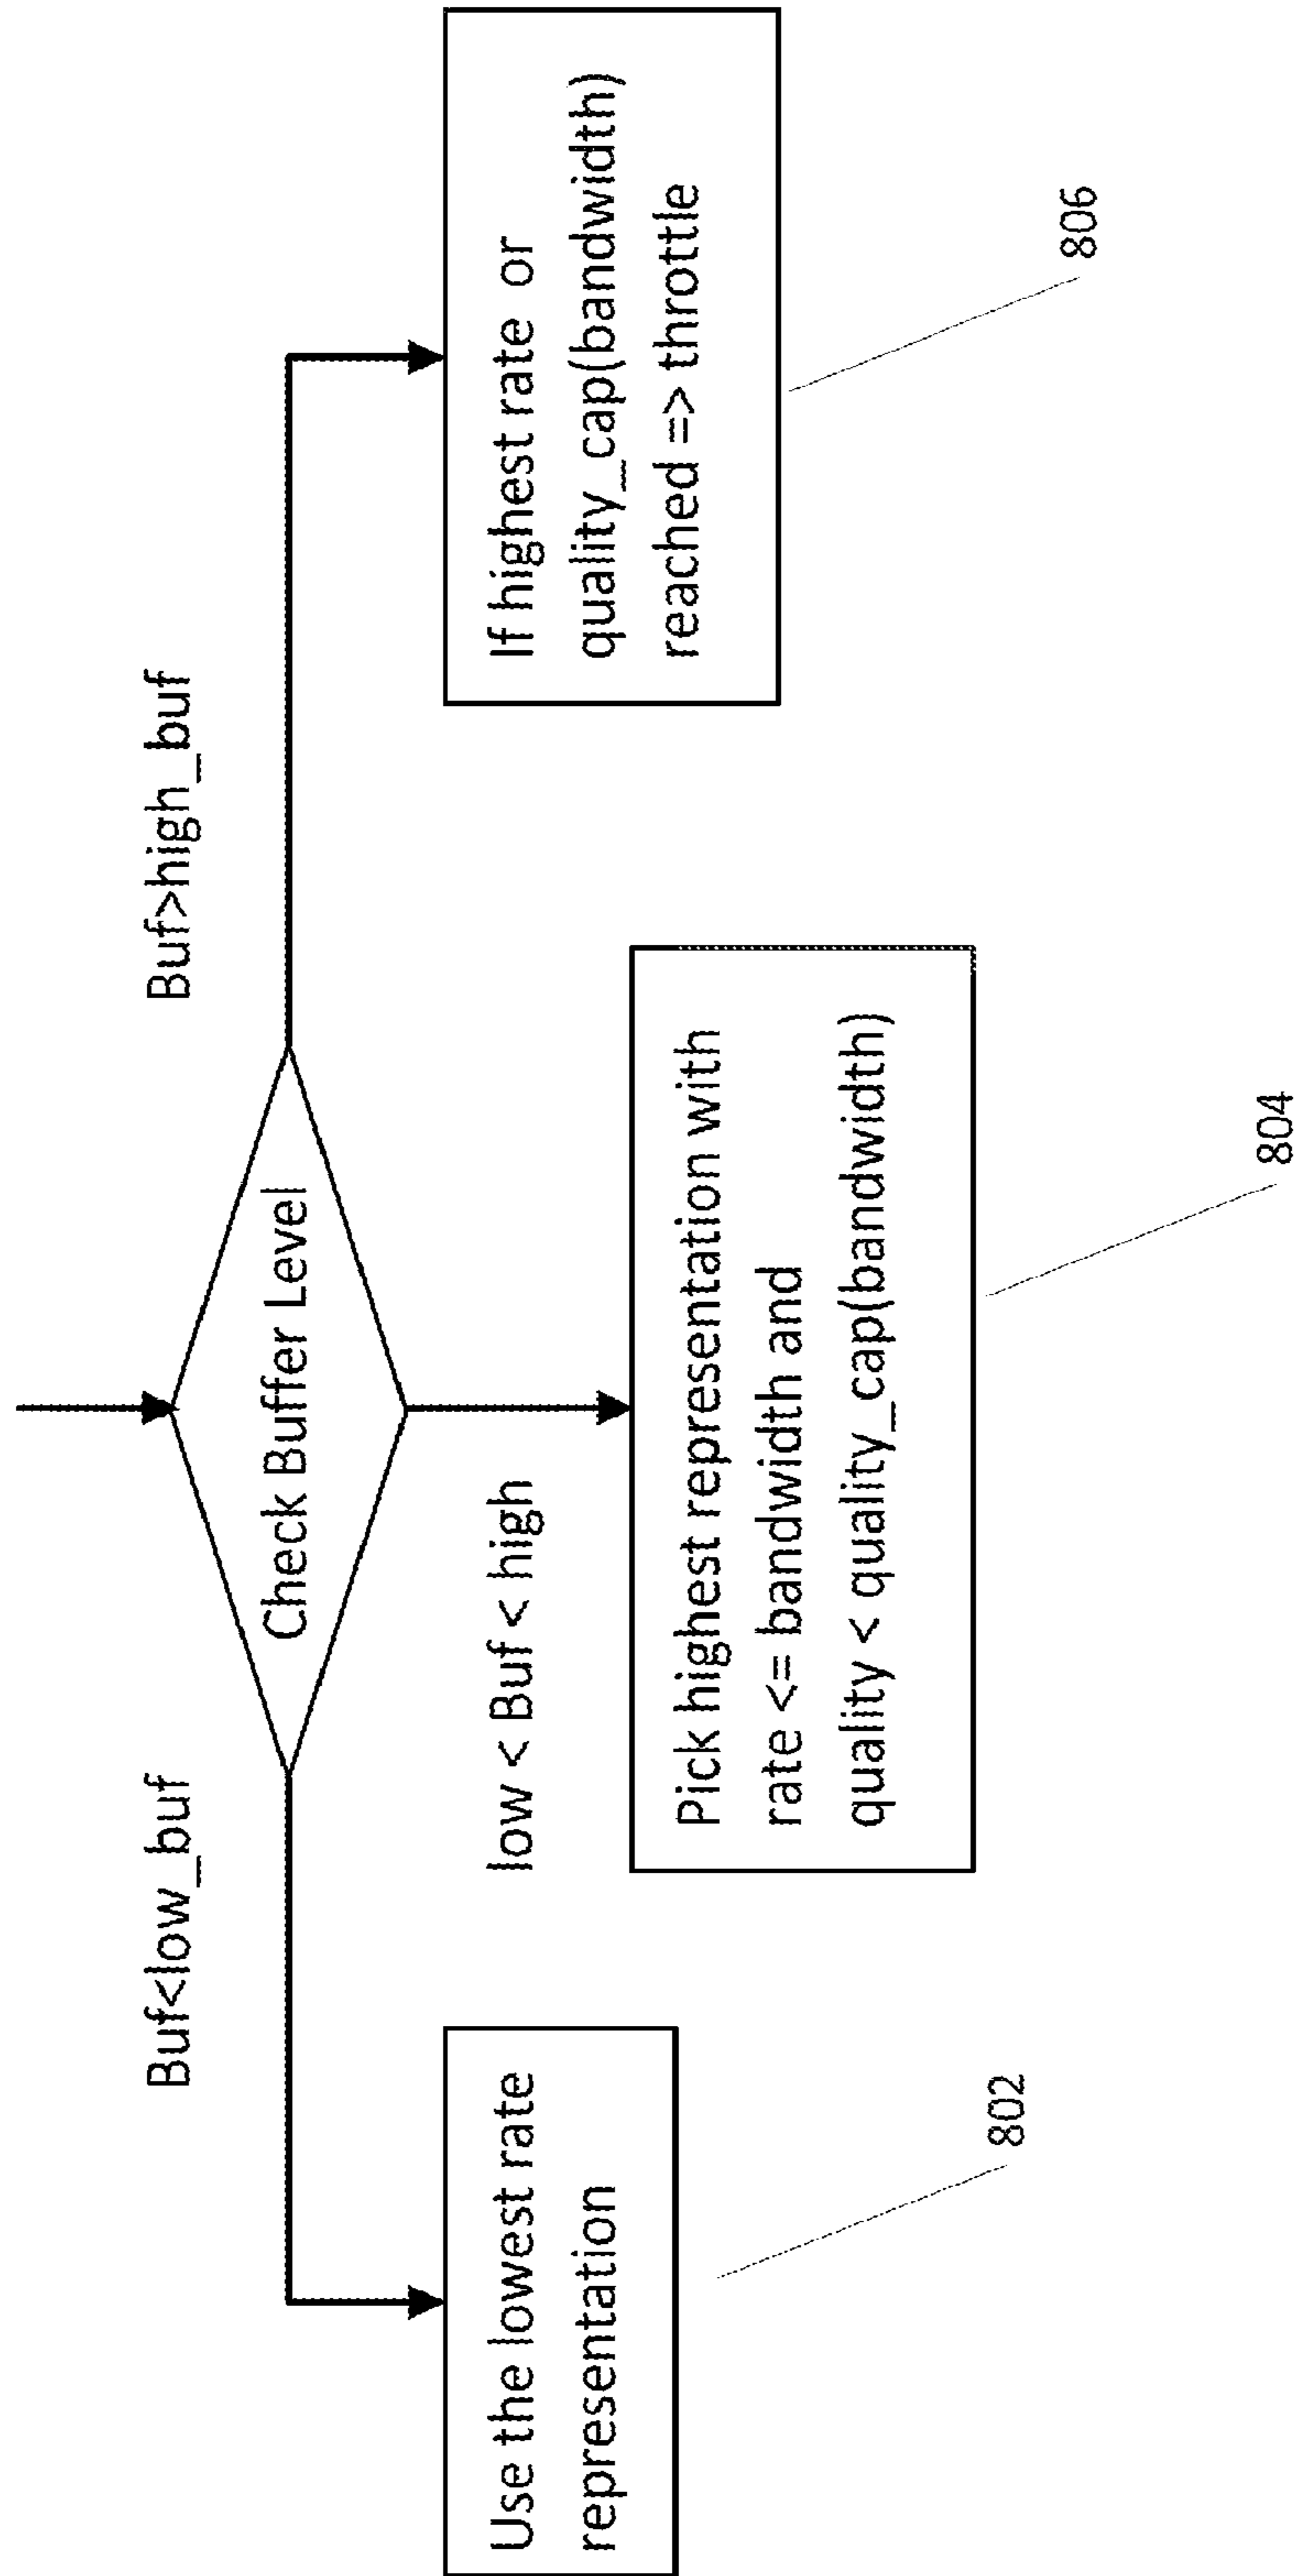 Check Buffer Level
Buf<low_buf
low < Buf < high
Buf>high_buf
Use the lowest rate
representation
802
Pick highest representation with
rate <= bandwidth and
quality < quality_cap(bandwidth)
804
If highest rate or
quality_cap(bandwidth)
reached => throttle
806